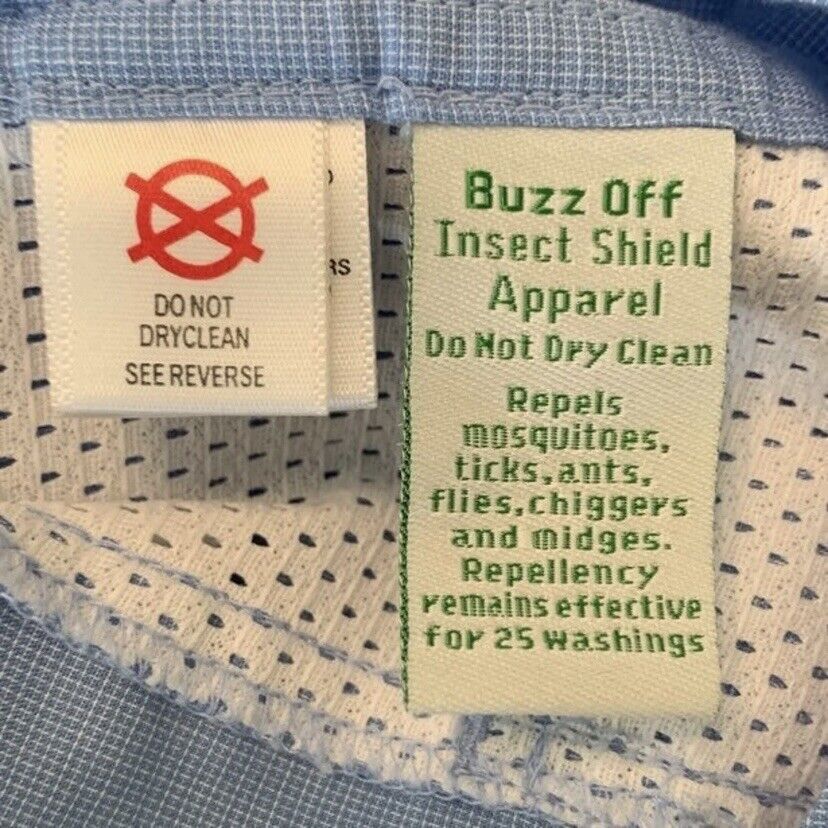 DO NOT
DRYCLEAN
SEE REVERSE
RS
Buzz Off
Insect Shield
Apparel
Do Not Dry Clean
Repels
mosquitoes,
ticks,ants,
flies,chiggers
and midges.
Repellency
remains effective
for 25 washings